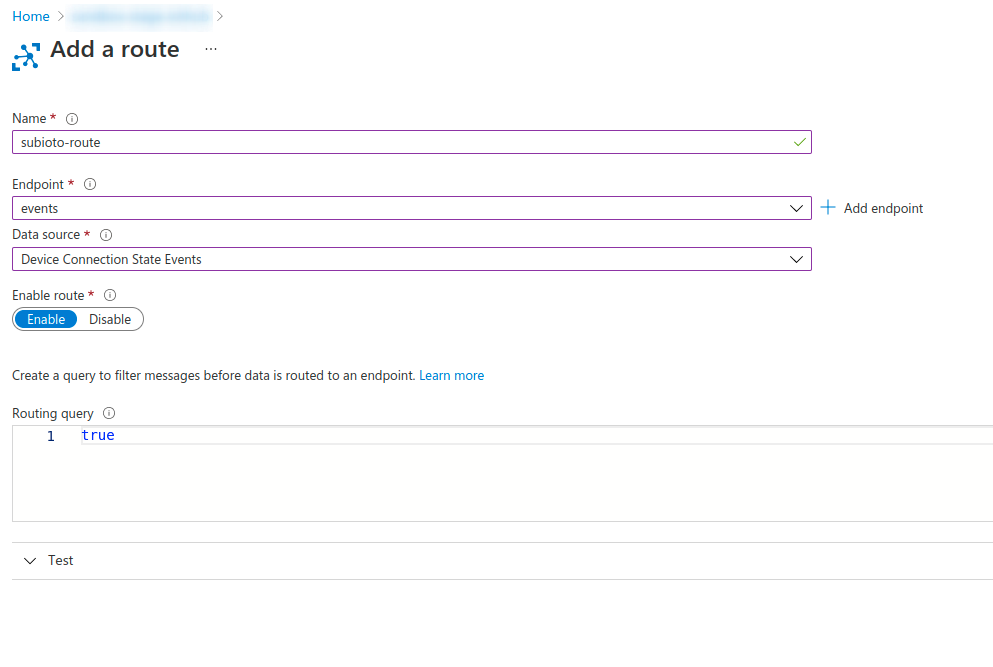 Home
Add a route ...
Name *
subioto-route
Endpoint *
events
Add endpoint
Data source *
Device Connection State Events
Enable route *
Enable Disable
Create a query to filter messages before data is routed to an endpoint. Learn more
Routing query
1 true
Test